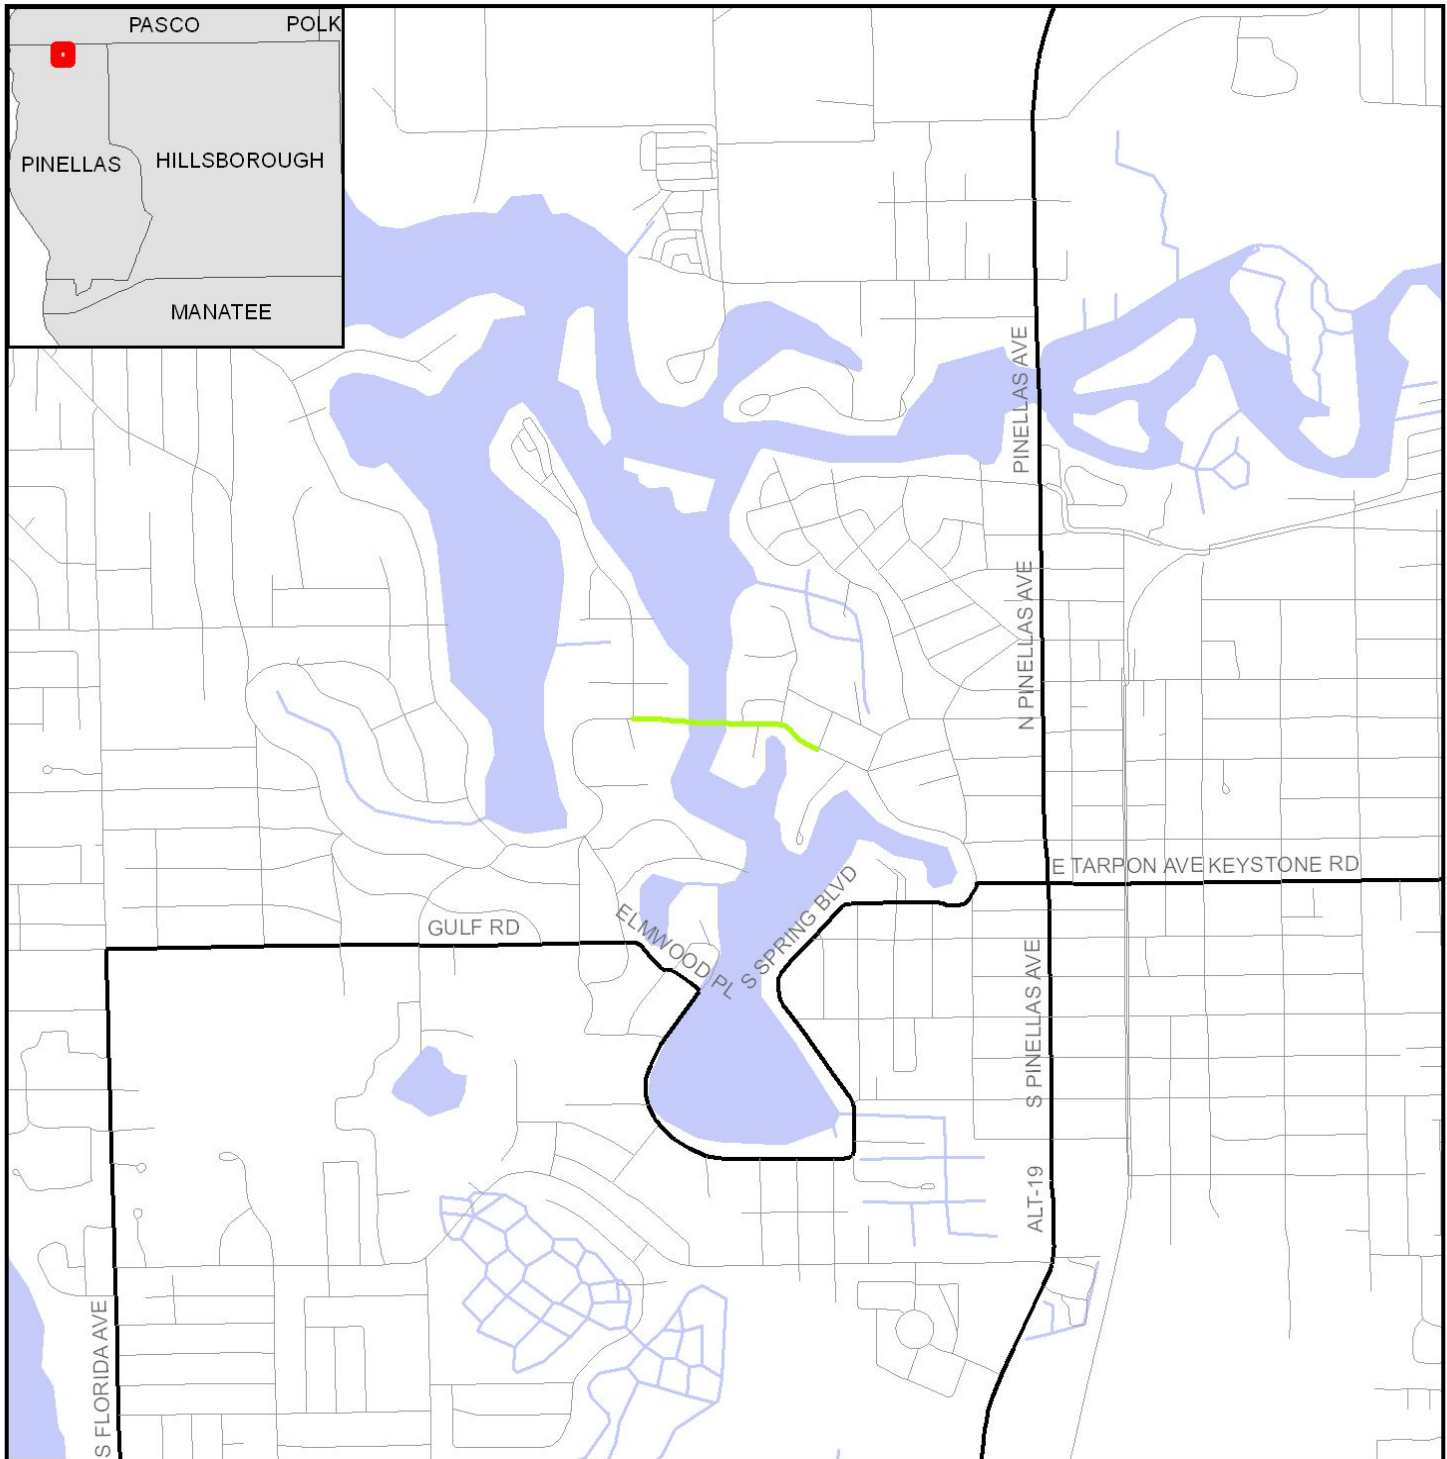 PASCO
POLK
PINELLAS
HILLSBOROUGH
MANATEE
PINELLAS AVE
N PINELLAS AVE
E TARPON AVE KEYSTONE RD
S SPRING BLVD
ELMWOOD PL
GULF RD
S PINELLAS AVE
ALT-19
S FLORIDA AVE